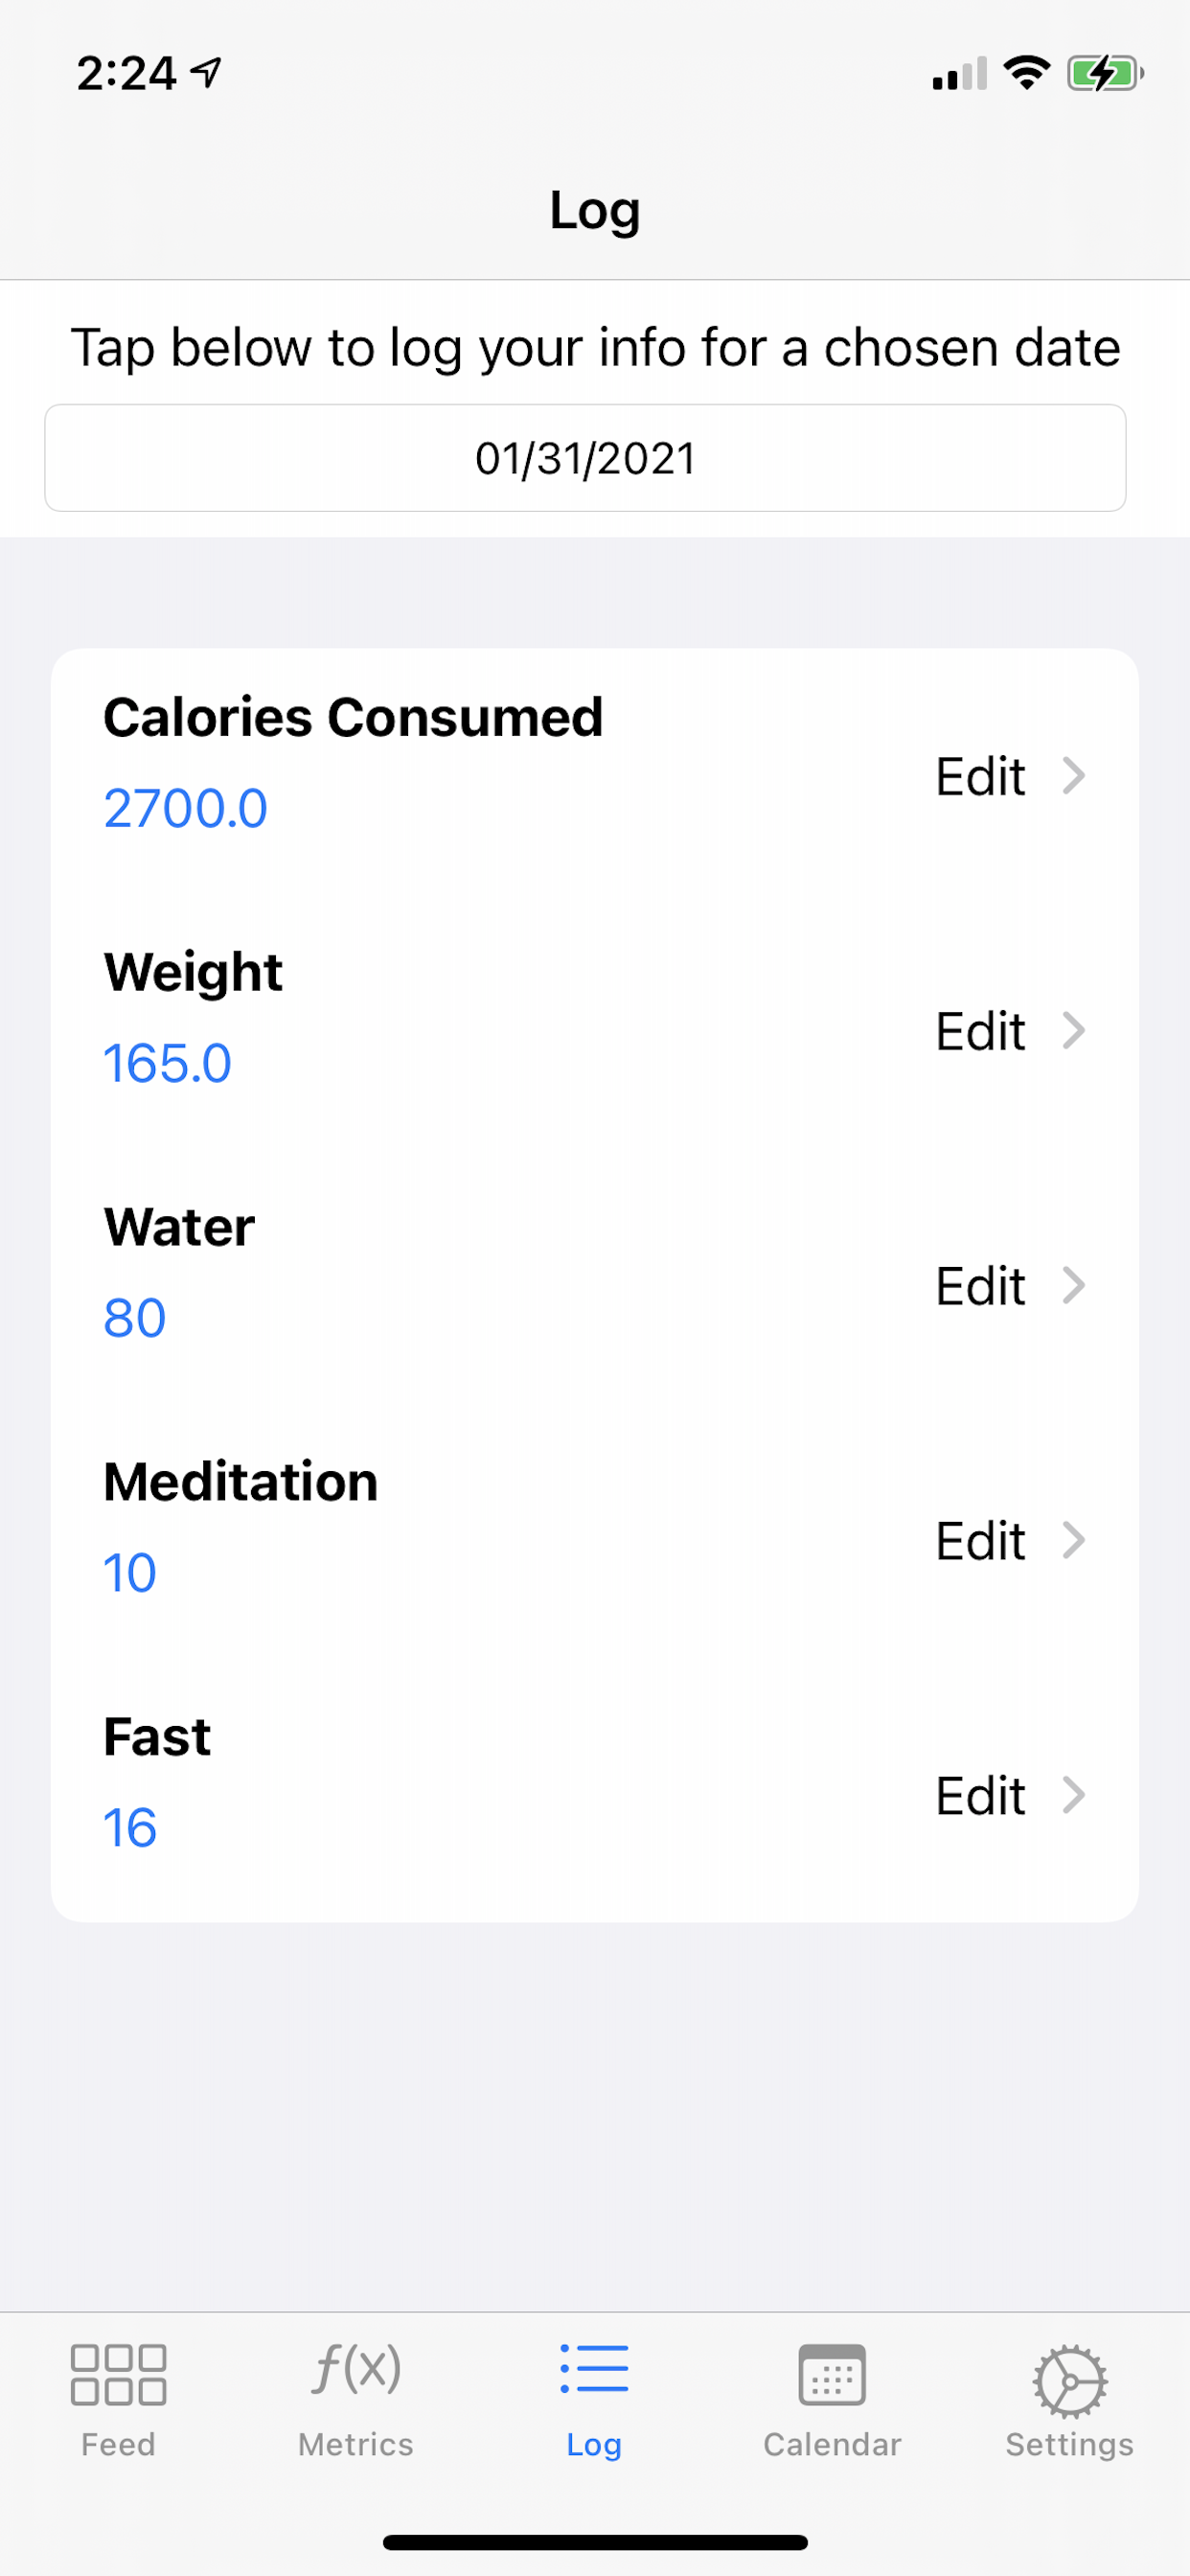 2:24
Log
Tap below to log your info for a chosen date
01/31/2021
Calories Consumed
2700.0
Edit
Weight
165.0
Edit
Water
80
Edit
Meditation
10
Edit
Fast
16
Edit
f(x)
Feed
Metrics
Log
Calendar
Settings